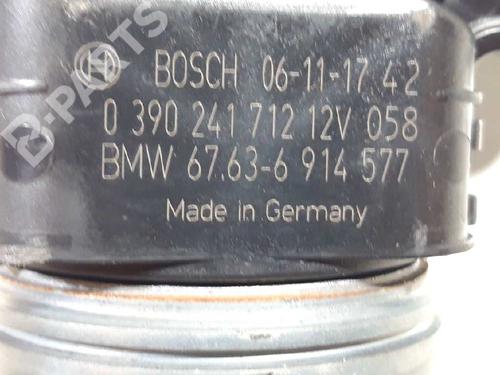 BOSCH 06-11-17 42
0 390 241 712 12V 058
BMW 67.63-6 914 577
Made in Germany
B-PARTS